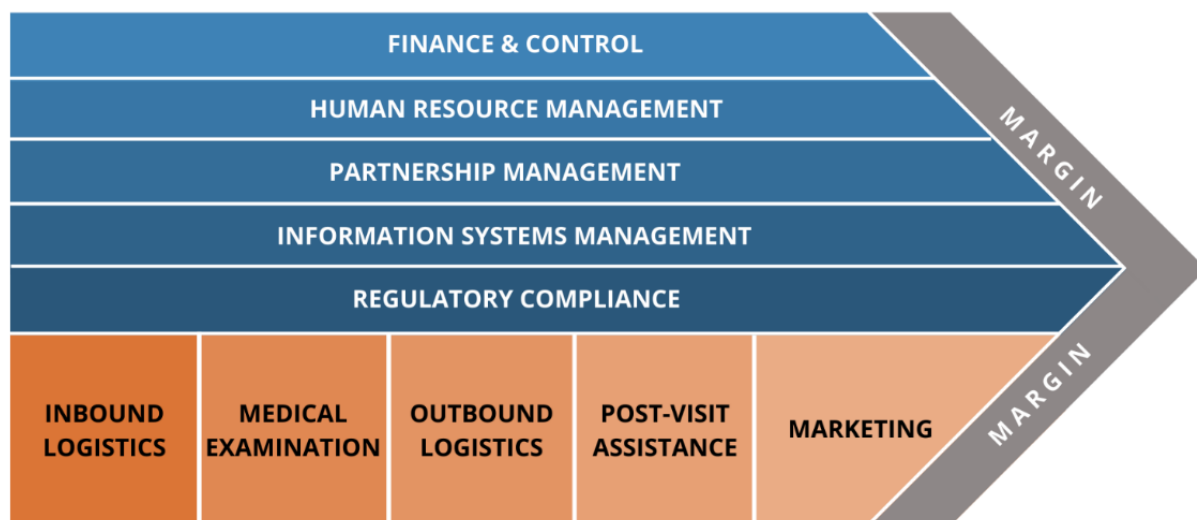 FINANCE & CONTROL
HUMAN RESOURCE MANAGEMENT
PARTNERSHIP MANAGEMENT
INFORMATION SYSTEMS MANAGEMENT
REGULATORY COMPLIANCE
MARGIN
INBOUND
LOGISTICS
MEDICAL
EXAMINATION
OUTBOUND
LOGISTICS
POST-VISIT
ASSISTANCE
MARKETING
MARGIN